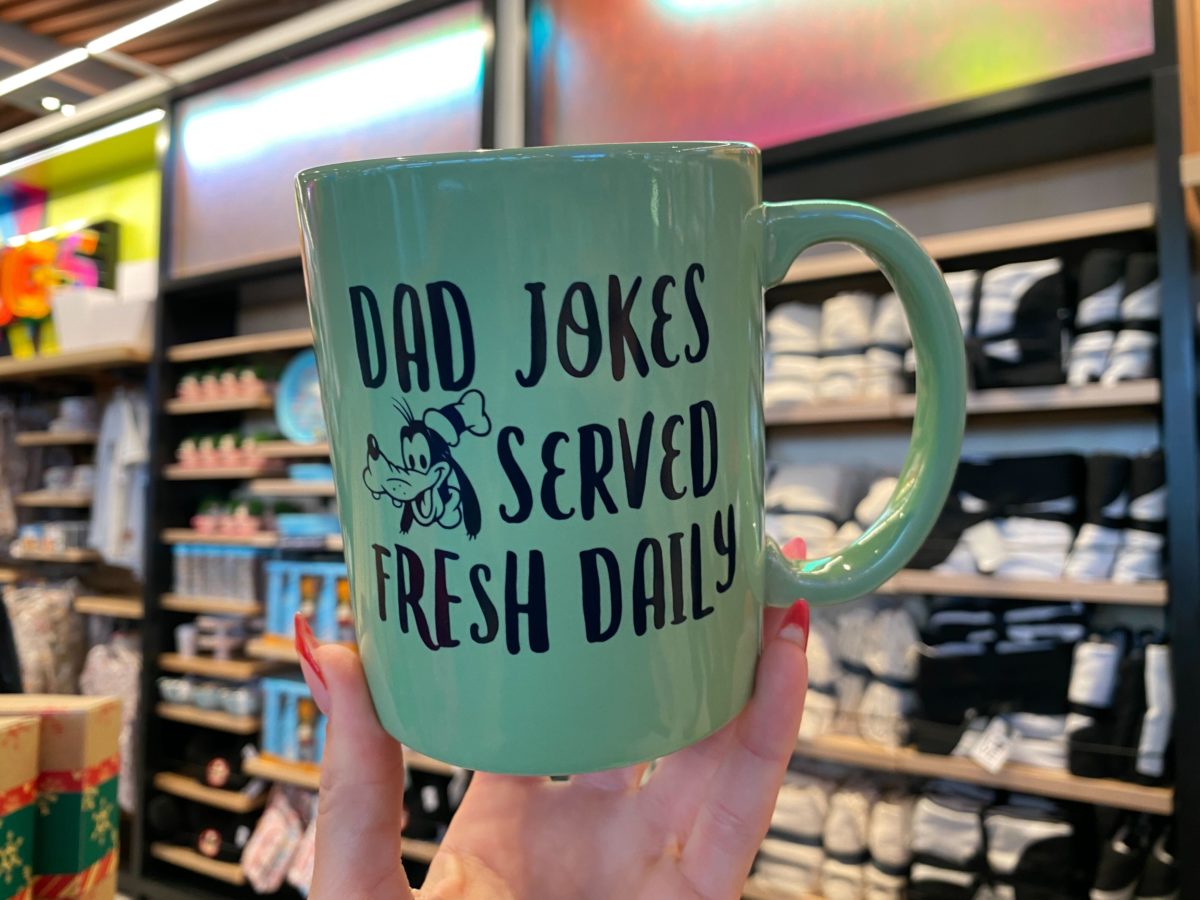 DAD JOKES
SERVED
FRESH DAILy